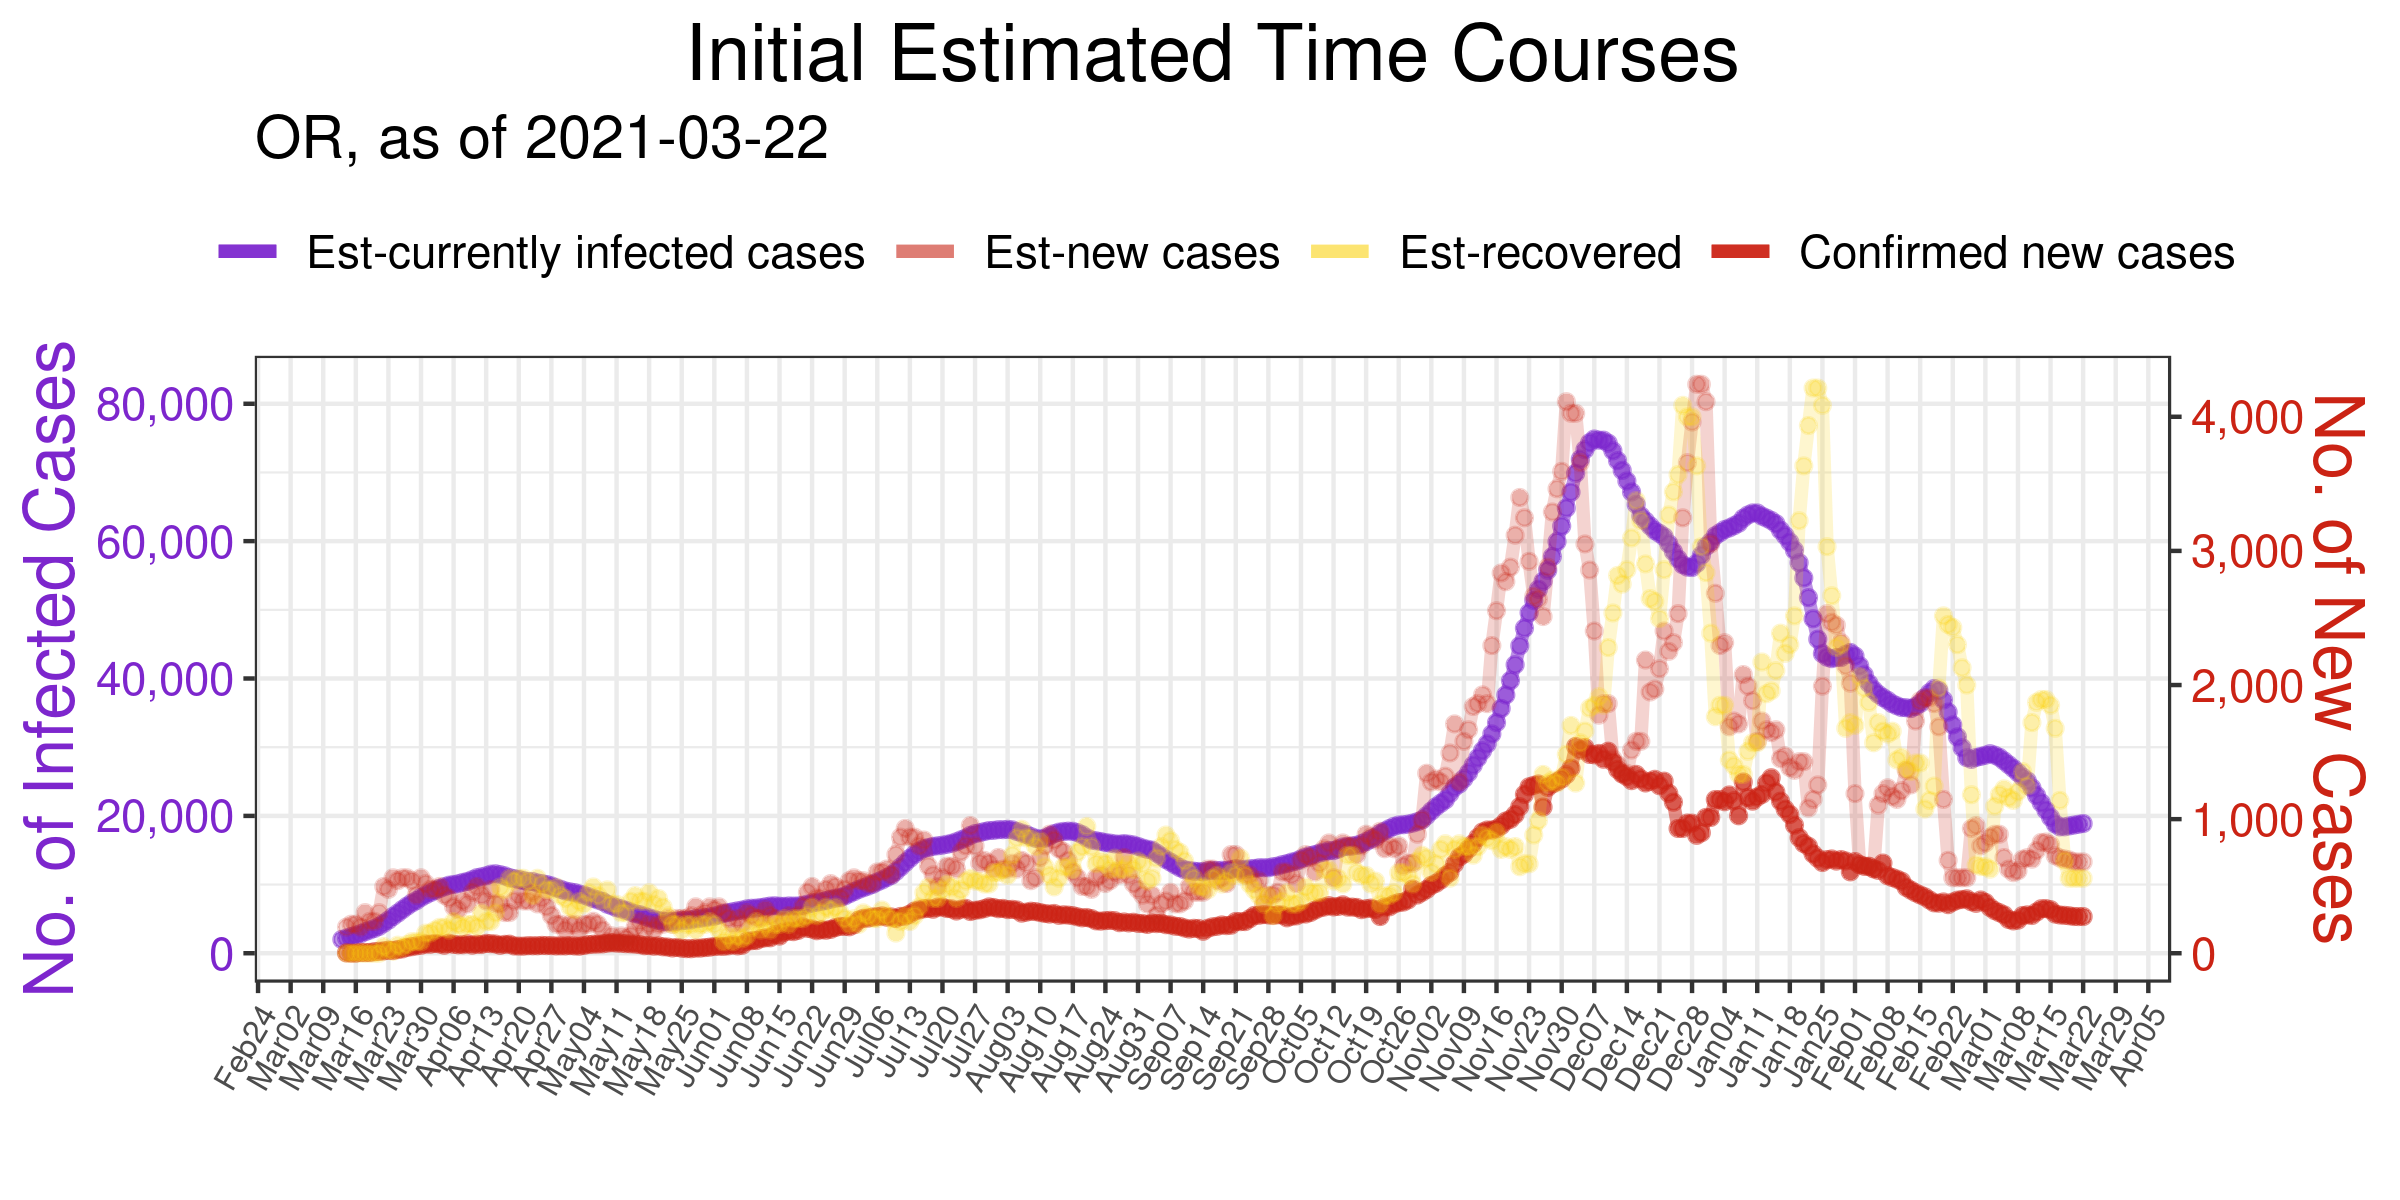 Initial Estimated Time Courses
OR, as of 2021-03-22
Est-currently infected cases Est-new cases Est-recovered Confirmed new cases
No. of Infected Cases
80,000
60,000
40,000
20,000
0
4,000
3,000
2,000
1,000
0
No. of New Cases
Feb24 Mar02 Mar09 Mar16 Mar23 Mar30 Apr06 Apr13 Apr20 Apr27 May04 May11 May18 May25 Jun01 Jun08 Jun15 Jun22 Jun29 Jul06 Jul13 Jul20 Jul27 Aug03 Aug10 Aug17 Aug24 Aug31 Sep07 Sep14 Sep21 Sep28 Oct05 Oct12 Oct19 Oct26 Nov02 Nov09 Nov16 Nov23 Nov30 Dec07 Dec14 Dec21 Dec28 Jan04 Jan11 Jan18 Jan25 Feb01 Feb08 Feb15 Feb22 Mar01 Mar08 Mar15 Mar22 Mar29 Apr05